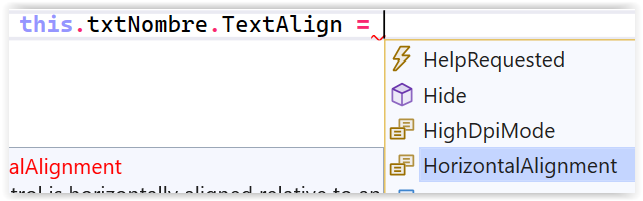 this.txtNombre.TextAlign =
HelpRequested
Hide
HighDpiMode
HorizontalAlignment
alAlignment
trol is horizontally aligned relative to an